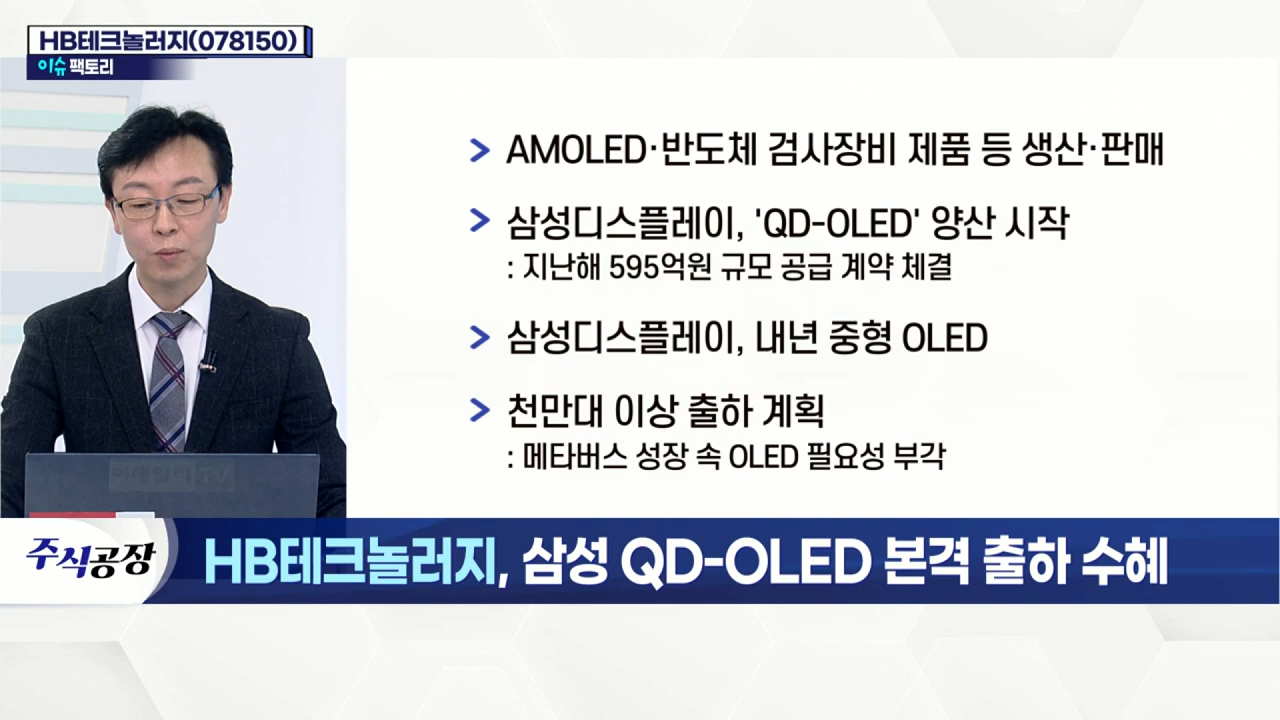 HB테크놀러지(078150)
이슈 팩토리
AMOLED·반도체 검사장비 제품 등 생산·판매
삼성디스플레이, 'QD-OLED' 양산 시작
: 지난해 595억원 규모 공급 계약 체결
삼성디스플레이, 내년 중형 OLED
천만대 이상 출하 계획
: 메타버스 성장 속 OLED 필요성 부각
주식공장
HB테크놀러지, 삼성 QD-OLED 본격 출하 수혜